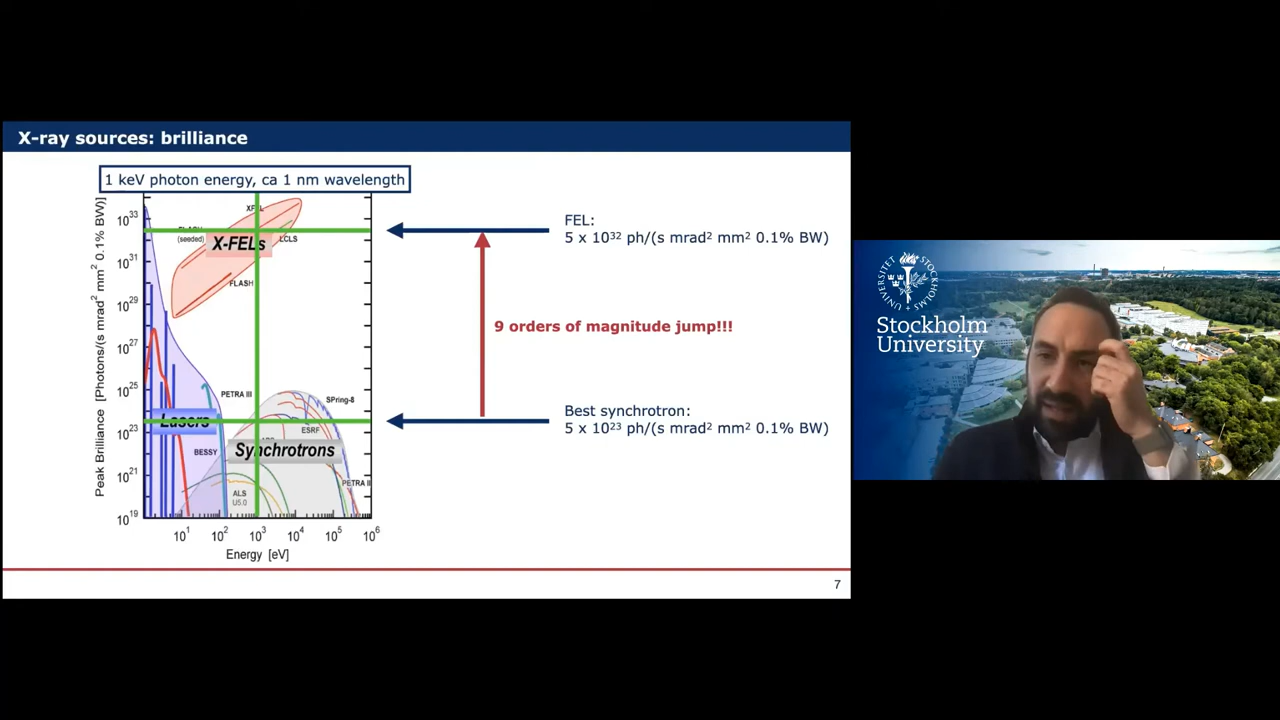 X-ray sources: brilliance
1 keV photon energy, ca 1 nm wavelength
Peak Brilliance [Photons/(s mrad² mm² 0.1% BW)]
10³³
10³¹
10²⁹
10²⁷
10²⁵
10²³
10²¹
10¹⁹
(seeded)
X-FELs
LCLS
FLASH
PETRA III
SPring-8
Lasers
ESRF
BESSY
Synchrotrons
ALS
U5.0
PETRA II
10¹ 10² 10³ 10⁴ 10⁵ 10⁶
Energy [eV]
FEL:
5 x 10³² ph/(s mrad² mm² 0.1% BW)
9 orders of magnitude jump!!!
Best synchrotron:
5 x 10²³ ph/(s mrad² mm² 0.1% BW)
7
Stockholm
University